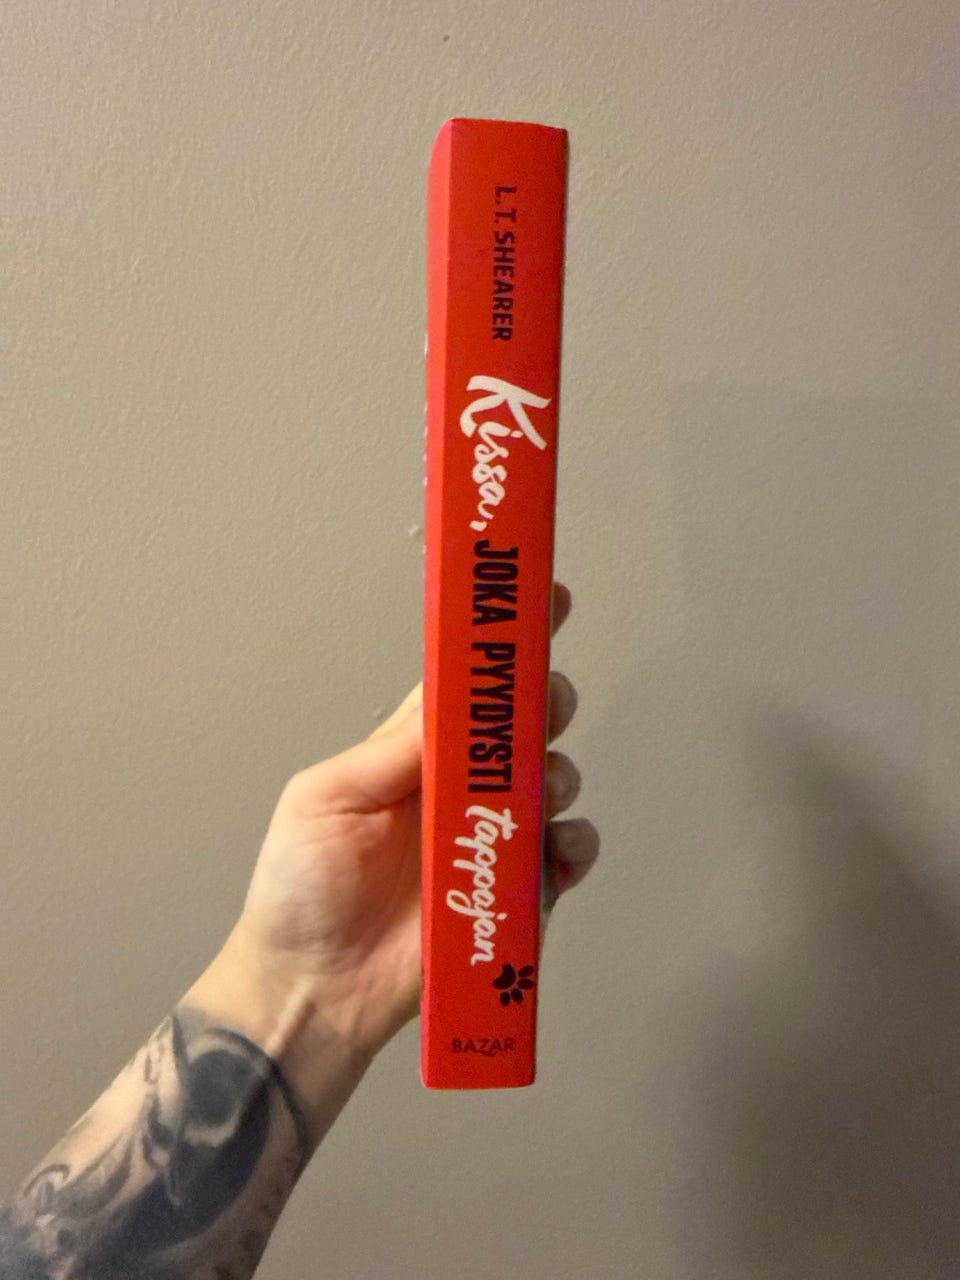 L. T. SHEARER
Kissa, JOKA PYYDYSTI tappajan
BAZAR